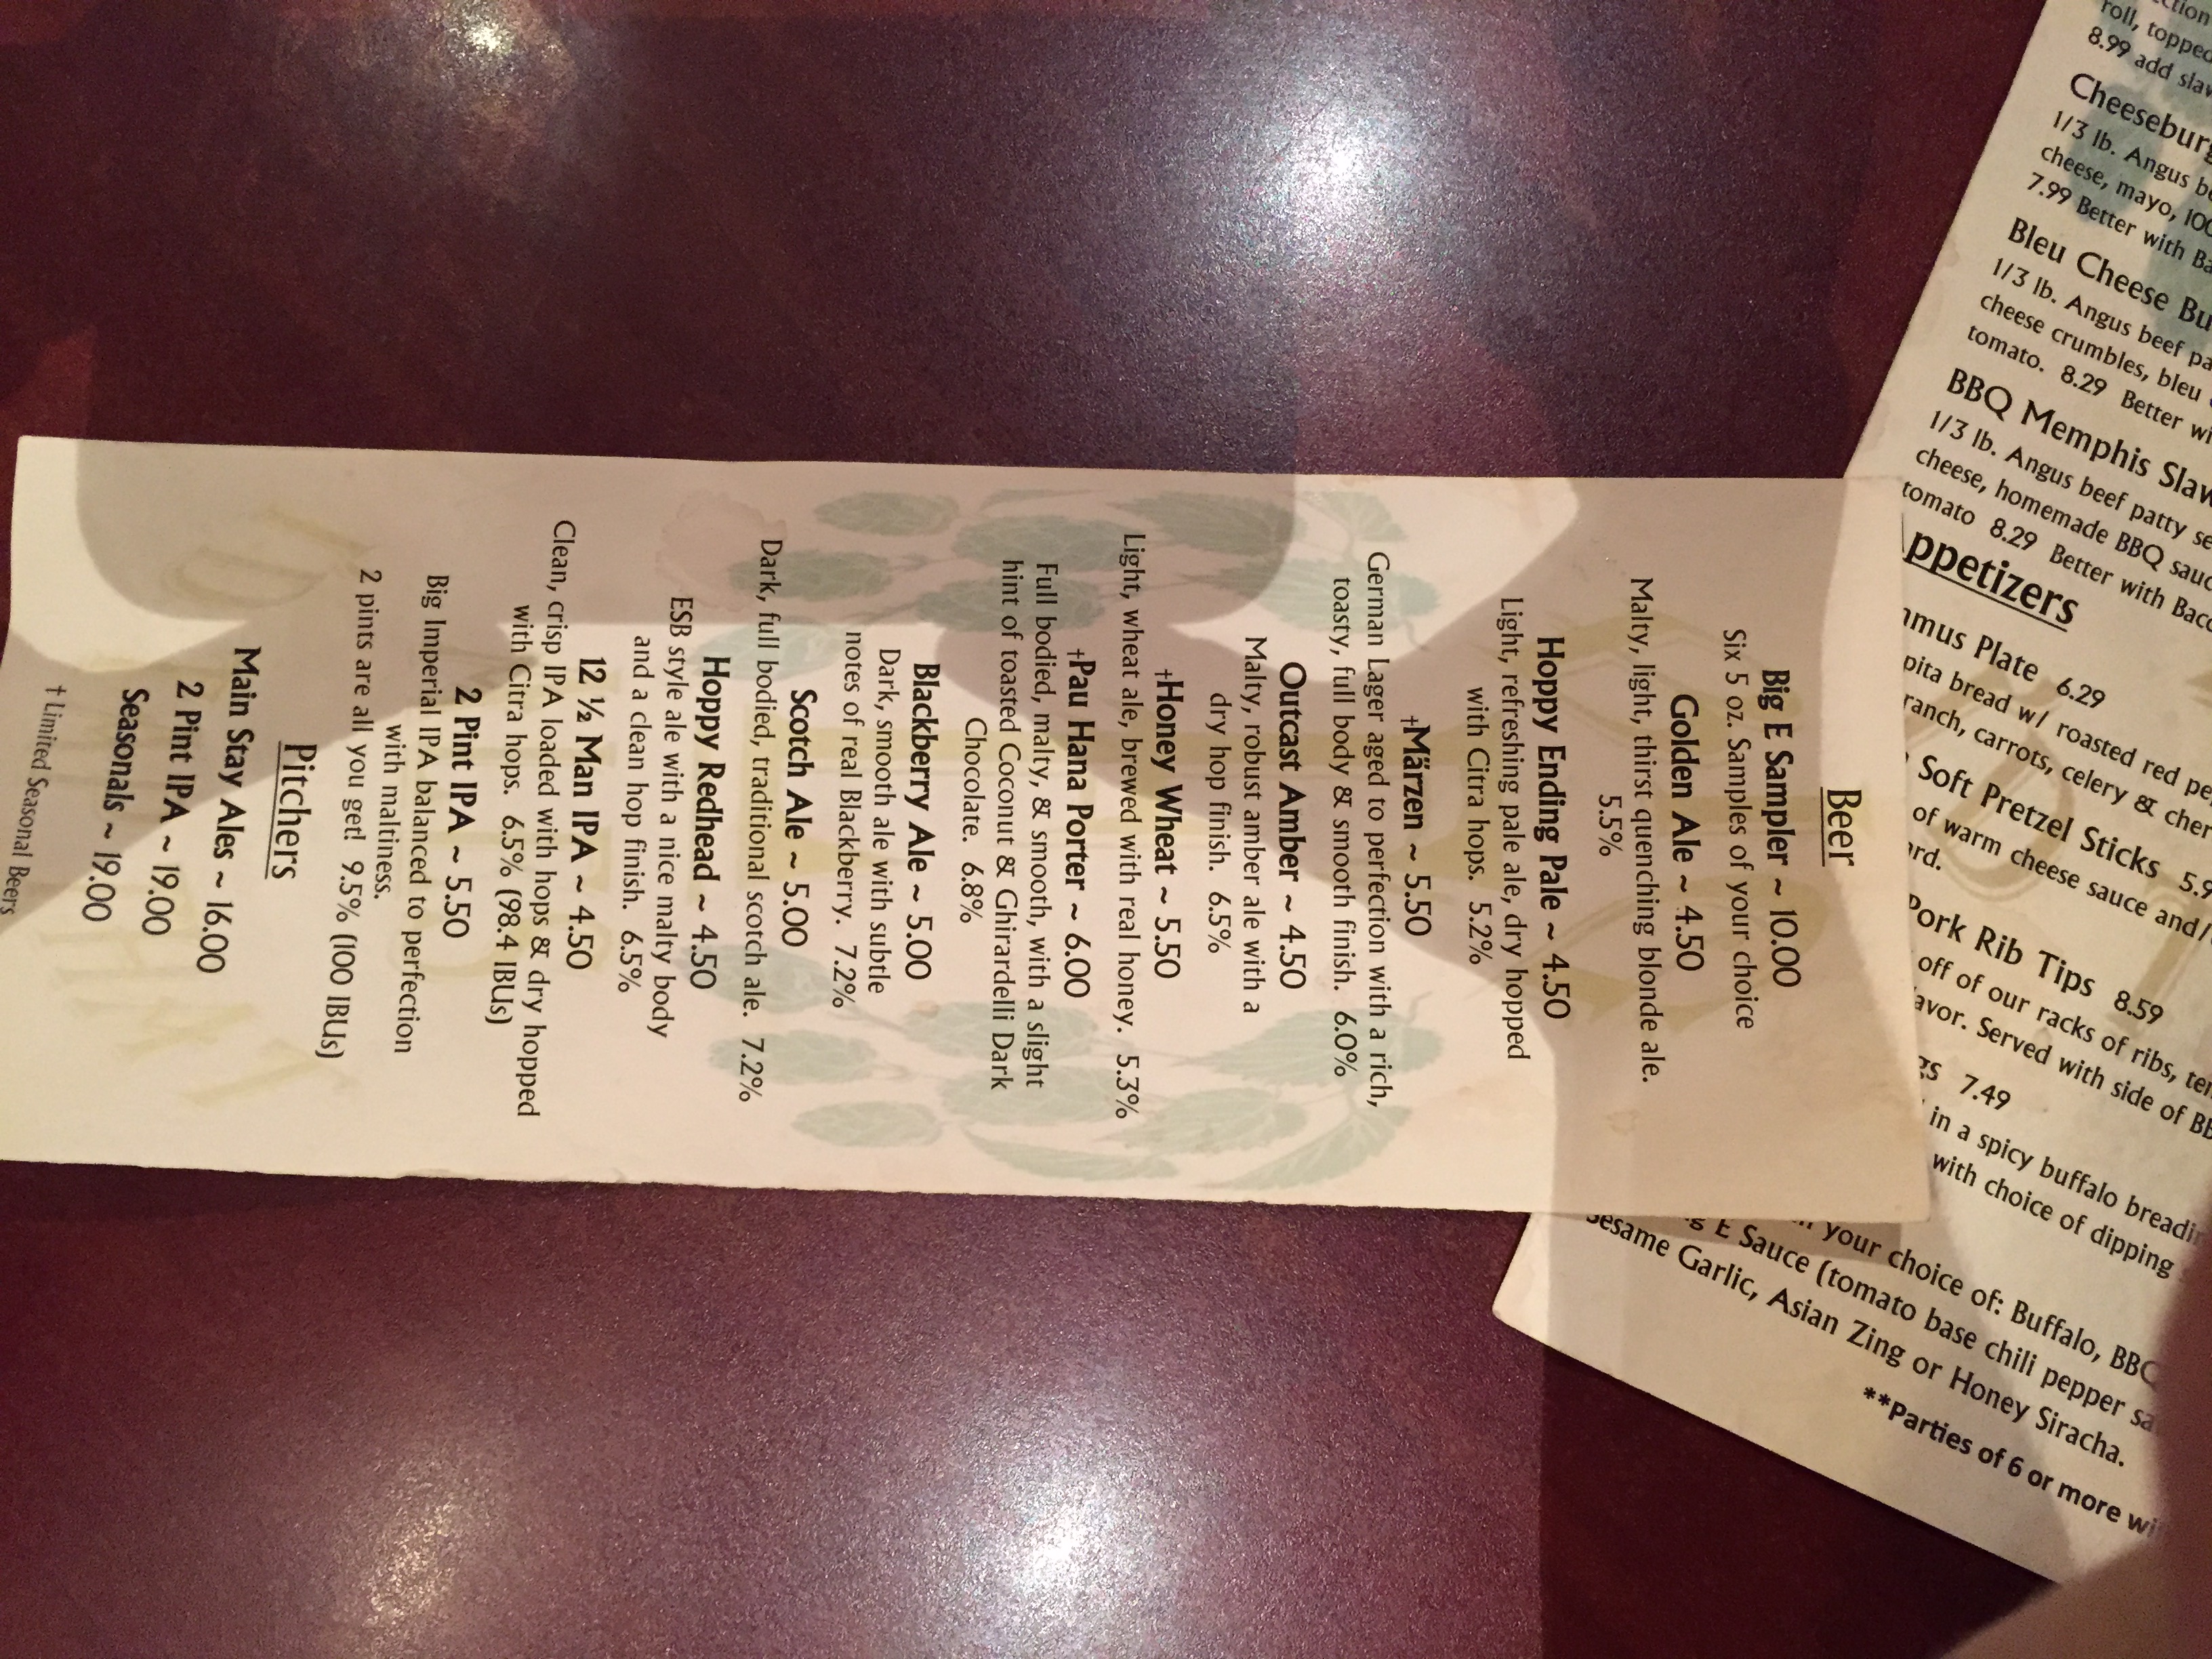 Beer
Big E Sampler ~ 10.00
Six 5 oz. Samples of your choice
Golden Ale ~ 4.50
Malty, light, thirst quenching blonde ale.
5.5%
Hoppy Ending Pale ~ 4.50
Light, refreshing pale ale, dry hopped
with Citra hops. 5.2%
†Märzen ~ 5.50
German Lager aged to perfection with a rich,
toasty, full body & smooth finish. 6.0%
Outcast Amber ~ 4.50
Malty, robust amber ale with a
dry hop finish. 6.5%
†Honey Wheat ~ 5.50
Light, wheat ale, brewed with real honey. 5.3%
†Pau Hana Porter ~ 6.00
Full bodied, malty, & smooth, with a slight
hint of toasted Coconut & Ghirardelli Dark
Chocolate. 6.8%
Blackberry Ale ~ 5.00
Dark, smooth ale with subtle
notes of real Blackberry. 7.2%
Scotch Ale ~ 5.00
Dark, full bodied, traditional scotch ale. 7.2%
Hoppy Redhead ~ 4.50
ESB style ale with a nice malty body
and a clean hop finish. 6.5%
12 ½ Man IPA ~ 4.50
Clean, crisp IPA loaded with hops & dry hopped
with Citra hops. 6.5% (98.4 IBUs)
2 Pint IPA ~ 5.50
Big Imperial IPA balanced to perfection
with maltiness.
2 pints are all you get! 9.5% (100 IBUs)
Pitchers
Main Stay Ales ~ 16.00
2 Pint IPA ~ 19.00
Seasonals ~ 19.00
† Limited Seasonal Beers
roll, topped
8.99 add slaw
1/3 lb. Angus
cheese, mayo,
7.99 Better with
Bleu Cheese
1/3 lb. Angus beef
cheese crumbles, bleu
tomato. 8.29 Better
BBQ Memphis Slaw
1/3 lb. Angus beef patty
cheese, homemade BBQ
tomato 8.29 Better with
Plate 6.29
pita bread w/ roasted red
ranch, carrots, celery &
Soft Pretzel Sticks
of warm cheese sauce
Pork Rib Tips 8.59
off of our racks of ribs,
Served with side of
7.49
in a spicy buffalo
with choice of dipping
your choice of: Buffalo, BBQ
E Sauce (tomato base chili pepper
Sesame Garlic, Asian Zing or Honey Siracha.
**Parties of 6 or more